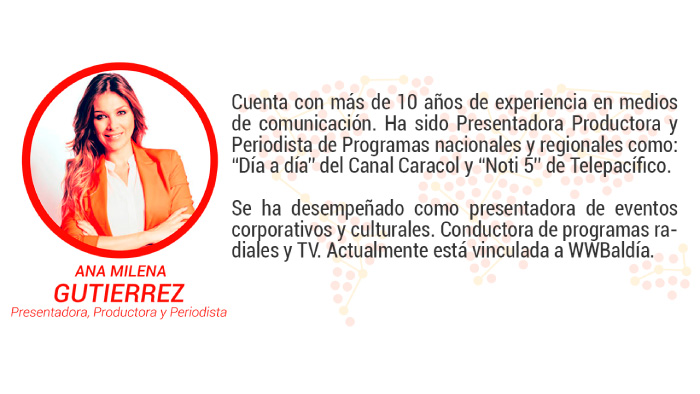 Cuenta con más de 10 años de experiencia en medios
de comunicación. Ha sido Presentadora Productora y
Periodista de Programas nacionales y regionales como:
“Día a día” del Canal Caracol y “Noti 5” de Telepacífico.
Se ha desempeñado como presentadora de eventos
corporativos y culturales. Conductora de programas ra-
diales y TV. Actualmente está vinculada a WWBaldía.
ANA MILENA
GUTIERREZ
Presentadora, Productora y Periodista